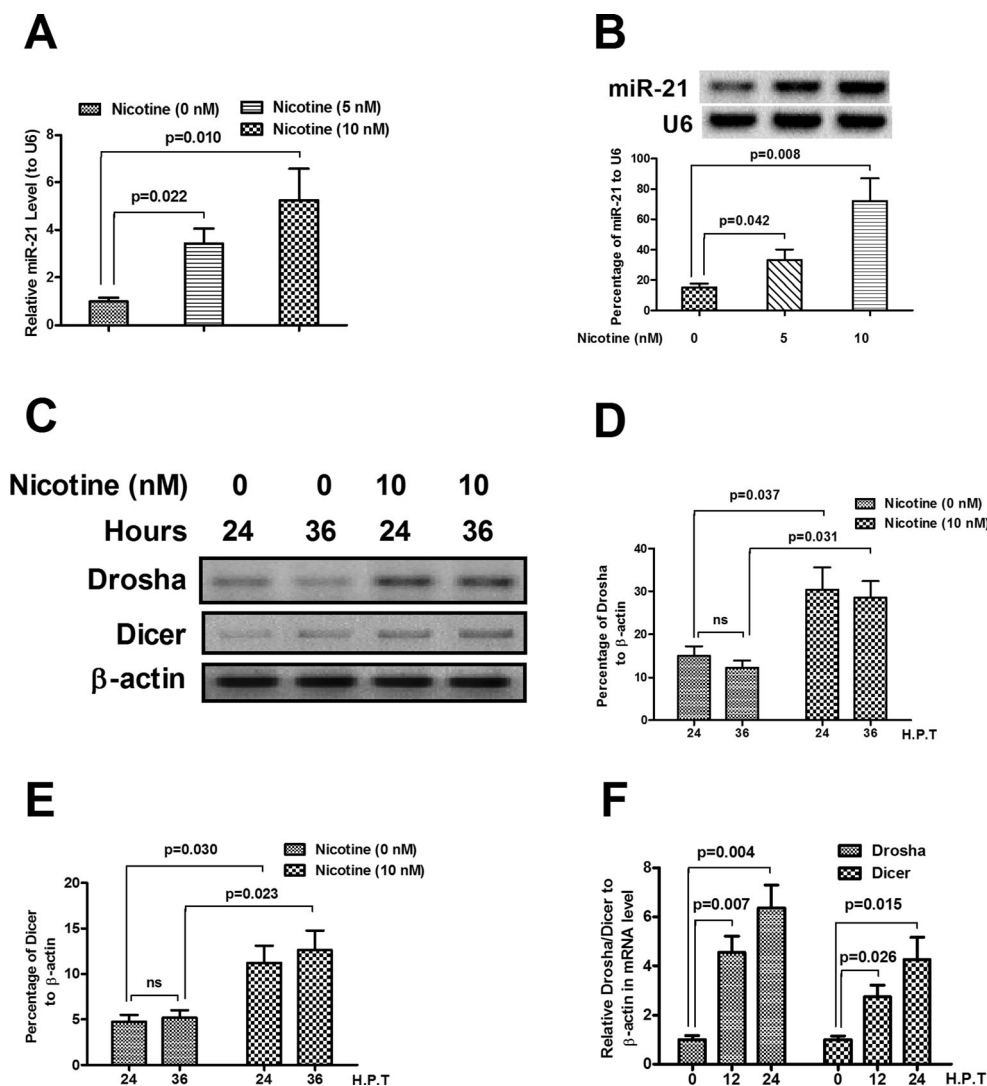 A
Nicotine (0 nM)
Nicotine (5 nM)
Nicotine (10 nM)
Relative miR-21 Level (to U6)
8
6
4
2
0
p=0.010
p=0.022
B
miR-21
U6
Percentage of miR-21 to U6
100
80
60
40
20
0
p=0.008
p=0.042
Nicotine (nM) 0 5 10
C
Nicotine (nM) 0 0 10 10
Hours 24 36 24 36
Drosha
Dicer
β-actin
D
Nicotine (0 nM)
Nicotine (10 nM)
p=0.037
p=0.031
ns
Percentage of Drosha
to β-actin
40
30
20
10
0
24 36 24 36 H.P.T
E
Nicotine (0 nM)
Nicotine (10 nM)
p=0.030
p=0.023
ns
Percentage of Dicer
to β-actin
20
15
10
5
0
24 36 24 36 H.P.T
F
Drosha
Dicer
p=0.004
p=0.007
p=0.015
p=0.026
Relative Drosha/Dicer to
β-actin in mRNA level
8
6
4
2
0
0 12 24 0 12 24 H.P.T